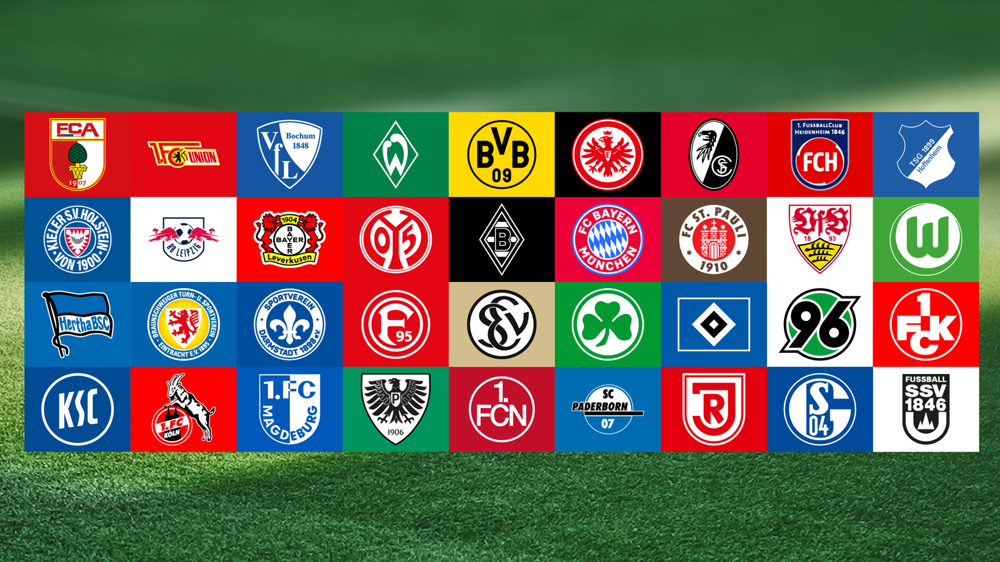 FCA
1907
1.FC UNION
VfL
Bochum
1848
W
BVB
09
E
SC
1. FUSSBALLCLUB
HEIDENHEIM 1846
FCH
TSG 1899
Hoffenheim
KIELER S.V. HOLSTEIN
• VON 1900 •
RB LEIPZIG
1904
BAYER
BAYER
Leverkusen
05
B
FC BAYERN
MÜNCHEN
FC ST. PAULI
1910
VfB
18 93
W
Hertha BSC
BRAUNSCHWEIGER TURN- U. SPORTVEREIN
• EINTRACHT E.V. 1895 •
• SPORTVEREIN •
DARMSTADT 1898 e.V.
F95
SVE
96
1.
FCK
KSC
1.FC
KÖLN
1.FC
MAGDEBURG
P
1906
1.
FCN
SC
PADERBORN
07
JR
S
04
FUSSBALL
SSV
1846
U